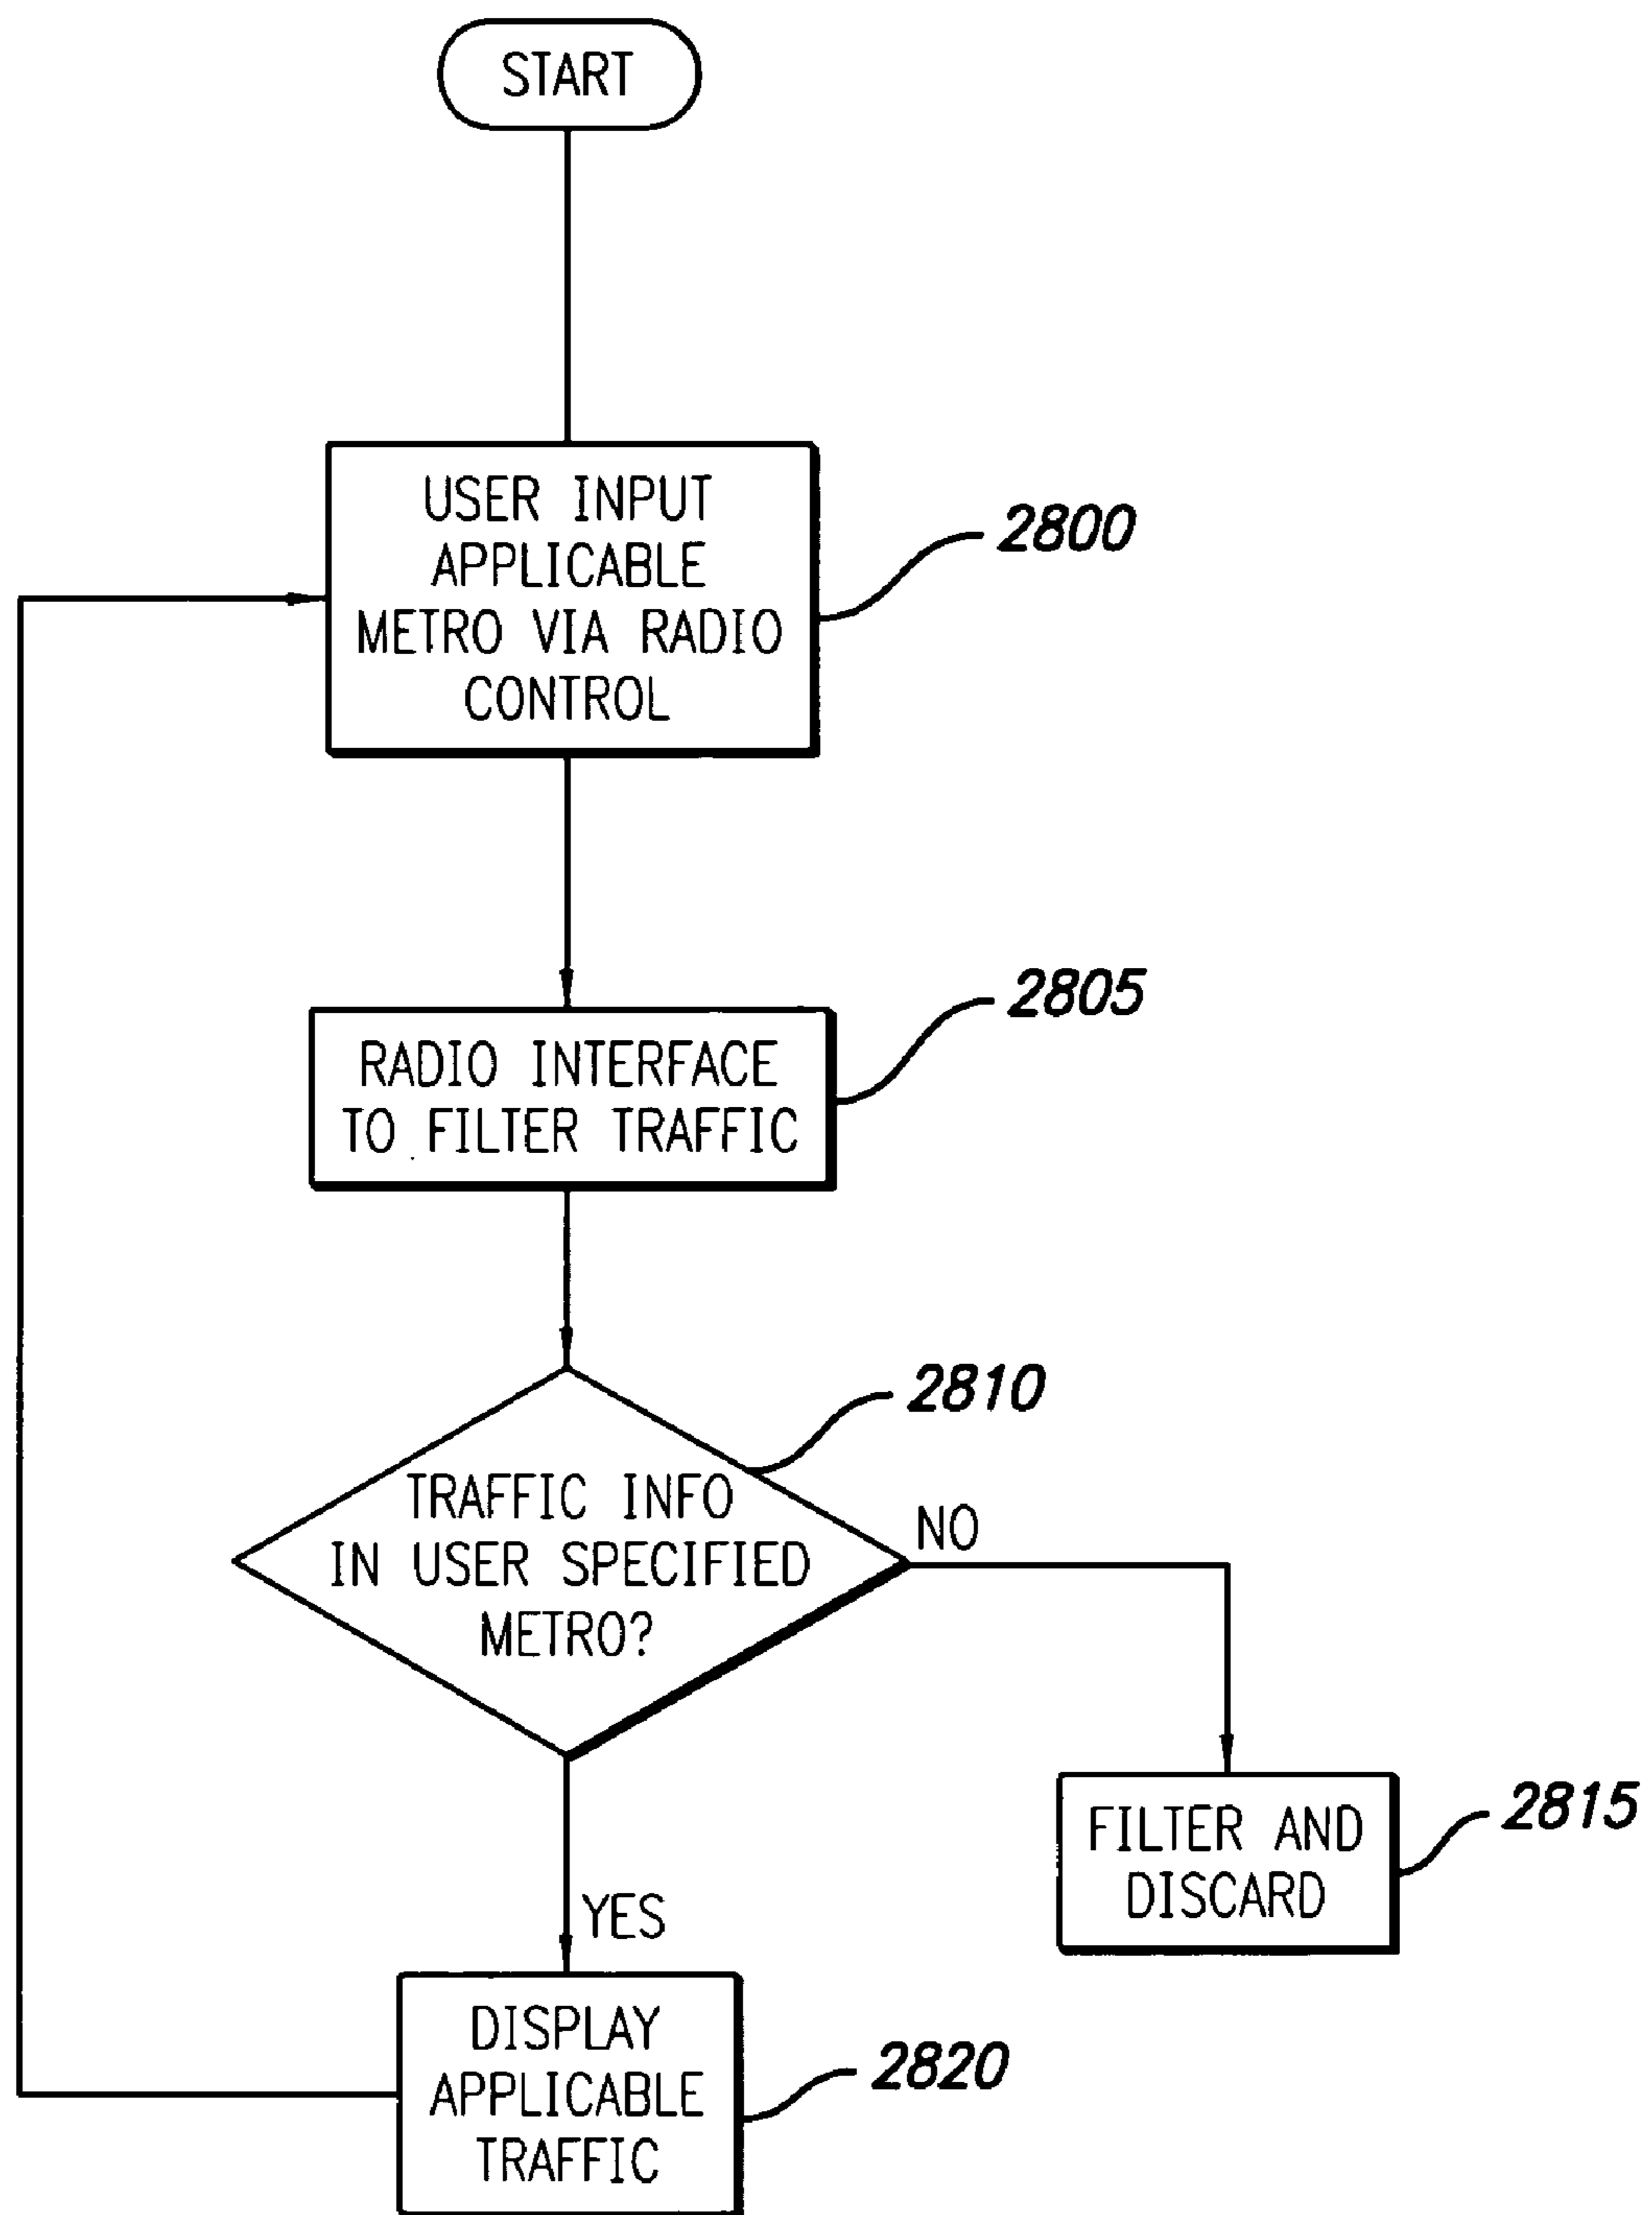 START
USER INPUT
APPLICABLE
METRO VIA RADIO
CONTROL
2800
RADIO INTERFACE
TO FILTER TRAFFIC
2805
TRAFFIC INFO
IN USER SPECIFIED
METRO?
2810
NO
YES
FILTER AND
DISCARD
2815
DISPLAY
APPLICABLE
TRAFFIC
2820